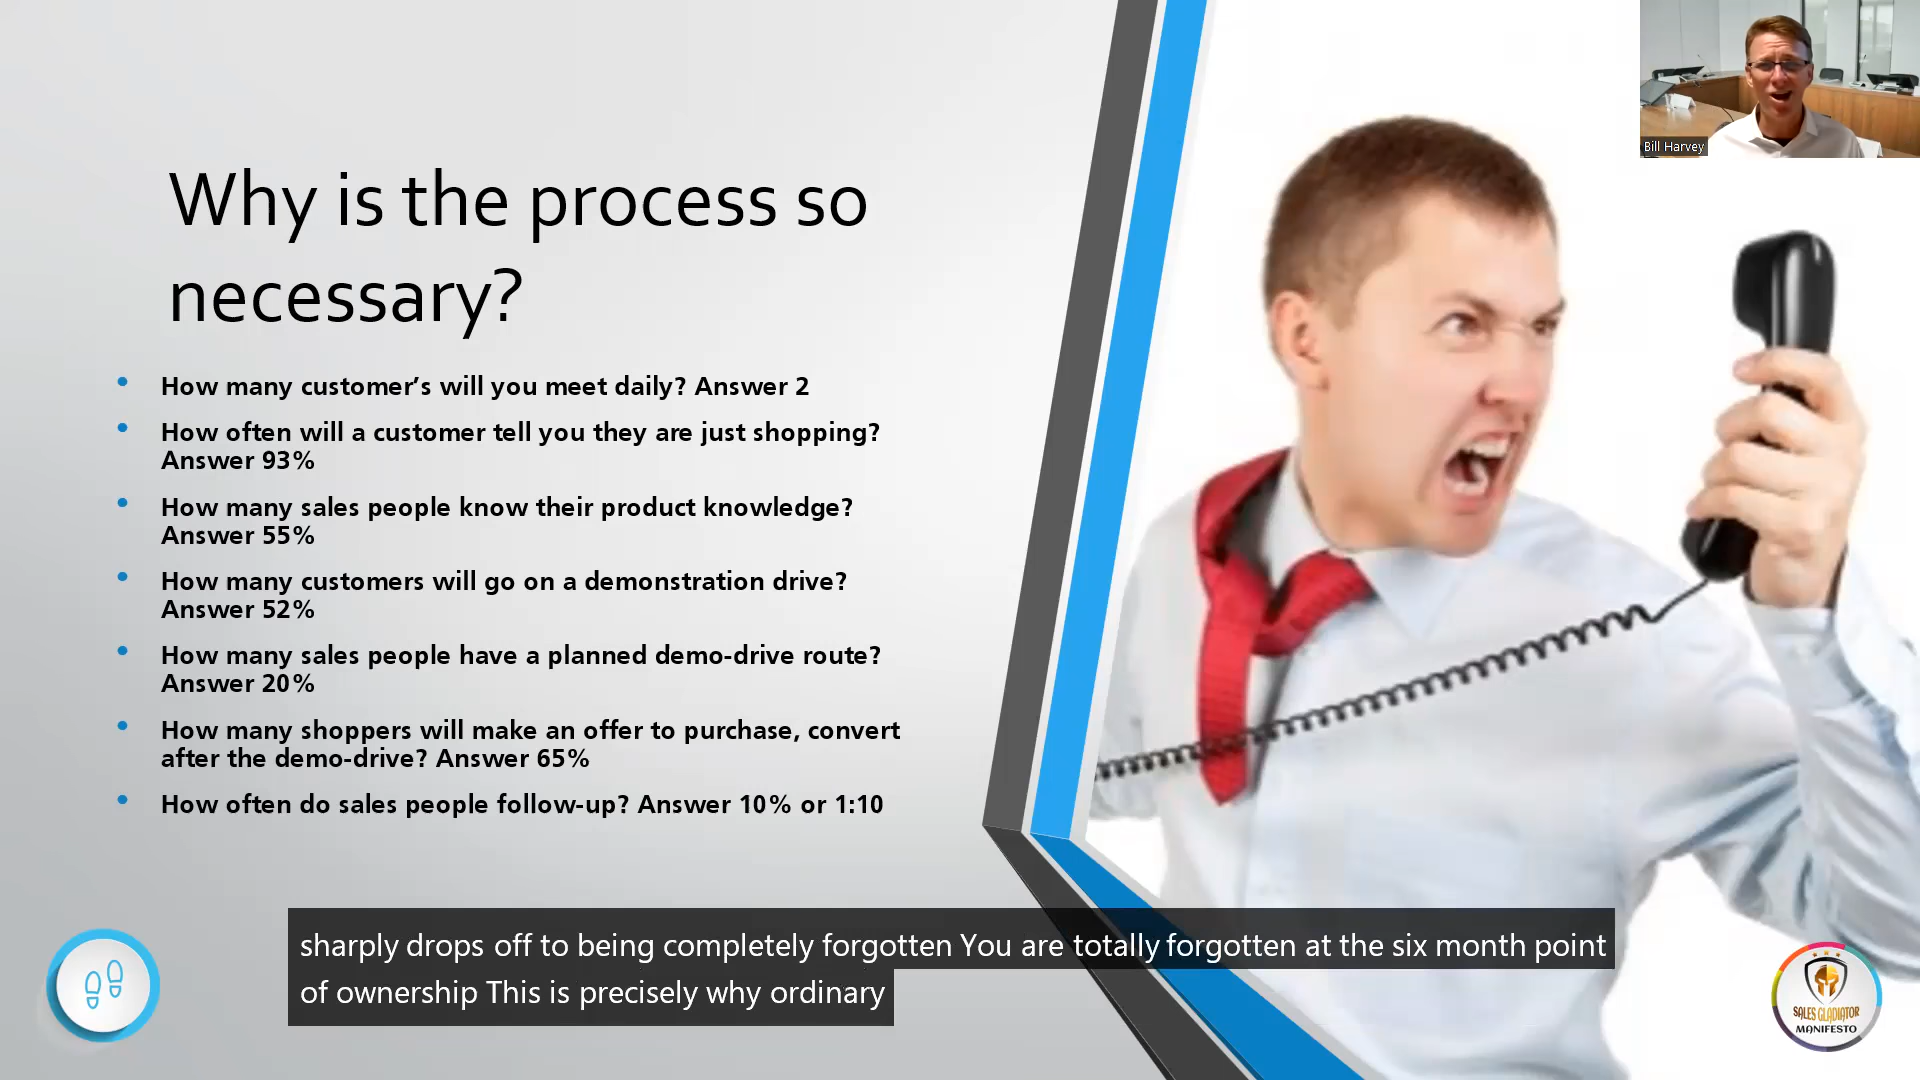 Bill Harvey
Why is the process so
necessary?
How many customer’s will you meet daily? Answer 2
How often will a customer tell you they are just shopping?
Answer 93%
How many sales people know their product knowledge?
Answer 55%
How many customers will go on a demonstration drive?
Answer 52%
How many sales people have a planned demo-drive route?
Answer 20%
How many shoppers will make an offer to purchase, convert
after the demo-drive? Answer 65%
How often do sales people follow-up? Answer 10% or 1:10
sharply drops off to being completely forgotten You are totally forgotten at the six month point
of ownership This is precisely why ordinary
SALES GLADIATOR
MANIFESTO